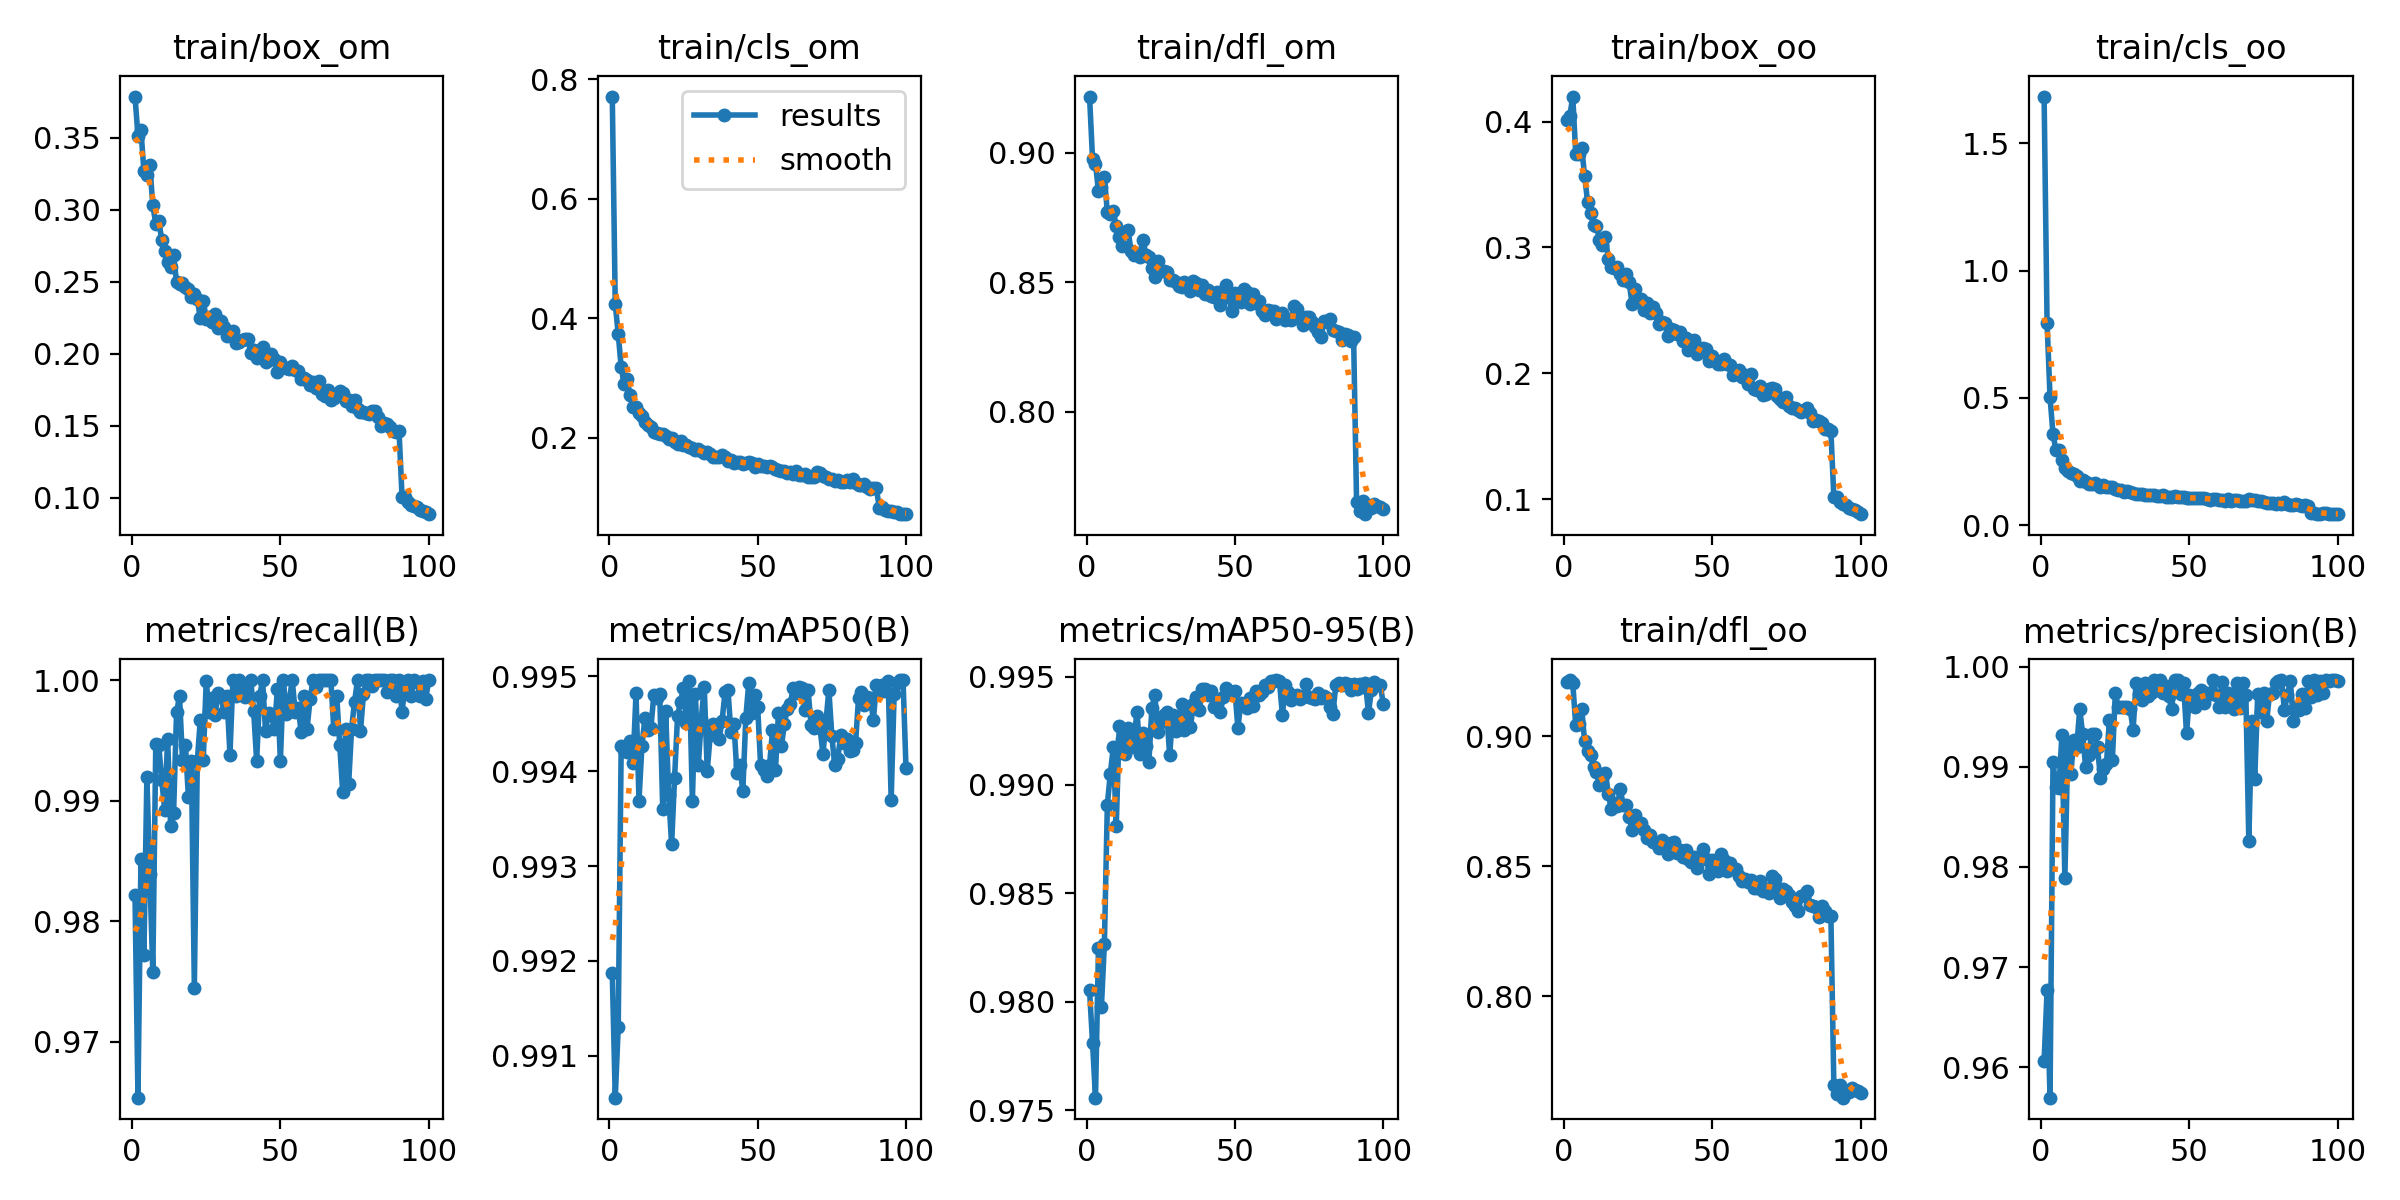 train/box_om
train/cls_om
train/dfl_om
train/box_oo
train/cls_oo
0.35
0.30
0.25
0.20
0.15
0.10
0 50 100
0.8
0.6
0.4
0.2
results
smooth
0 50 100
0.90
0.85
0.80
0 50 100
0.4
0.3
0.2
0.1
0 50 100
1.5
1.0
0.5
0.0
0 50 100
metrics/recall(B)
metrics/mAP50(B)
metrics/mAP50-95(B)
train/dfl_oo
metrics/precision(B)
1.00
0.99
0.98
0.97
0 50 100
0.995
0.994
0.993
0.992
0.991
0 50 100
0.995
0.990
0.985
0.980
0.975
0 50 100
0.90
0.85
0.80
0 50 100
1.00
0.99
0.98
0.97
0.96
0 50 100